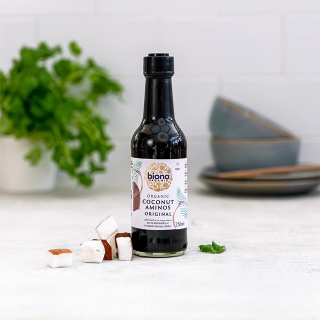 biona
ORGANIC
ORGANIC
COCONUT
AMINOS
ORIGINAL
250ml